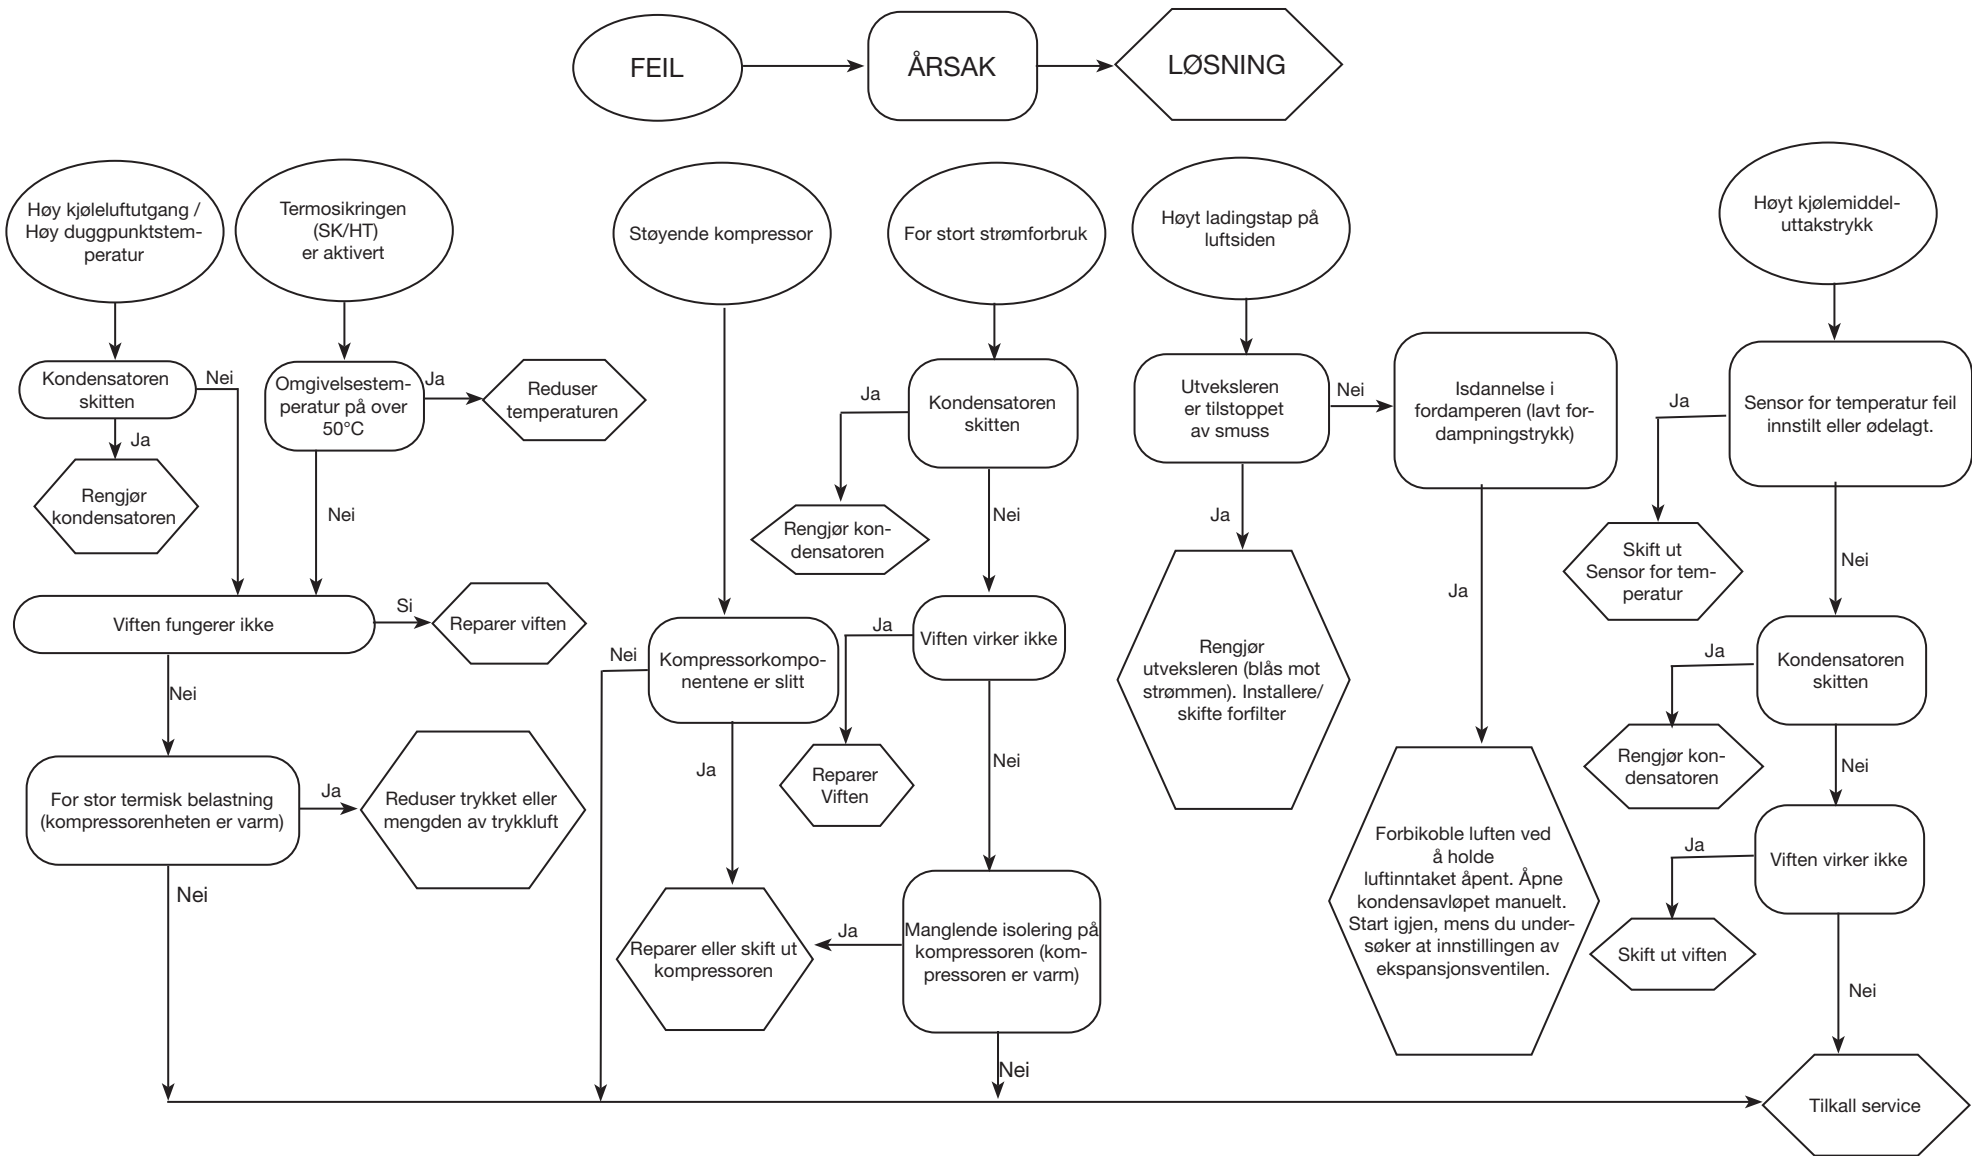 FEIL
ÅRSAK
LØSNING
Høy kjøleluftutgang /
Høy duggpunktstem-
peratur
Termosikringen
(SK/HT)
er aktivert
Støyende kompressor
For stort strømforbruk
Høyt ladingstap på
luftsiden
Høyt kjølemiddel-
uttakstrykk
Kondensatoren
skitten
Nei
Ja
Rengjør
kondensatoren
Omgivelsestem-
peratur på over
50°C
Ja
Reduser
temperaturen
Nei
Viften fungerer ikke
Si
Reparer viften
Nei
For stor termisk belastning
(kompressorenheten er varm)
Ja
Reduser trykket eller
mengden av trykkluft
Nei
Kompressorkompo-
nentene er slitt
Nei
Ja
Reparer eller skift ut
kompressoren
Kondensatoren
skitten
Ja
Rengjør kon-
densatoren
Nei
Viften virker ikke
Ja
Reparer
Viften
Nei
Manglende isolering på
kompressoren (kom-
pressoren er varm)
Ja
Nei
Utveksleren
er tilstoppet
av smuss
Nei
Ja
Rengjør
utveksleren (blås mot
strømmen). Installere/
skifte forfilter
Isdannelse i
fordamperen (lavt for-
dampningstrykk)
Ja
Forbikoble luften ved
å holde
luftinntaket åpent. Åpne
kondensavløpet manuelt.
Start igjen, mens du under-
søker at innstillingen av
ekspansjonsventilen.
Sensor for temperatur feil
innstilt eller ødelagt.
Ja
Skift ut
Sensor for tem-
peratur
Nei
Kondensatoren
skitten
Ja
Rengjør kon-
densatoren
Nei
Viften virker ikke
Ja
Skift ut viften
Nei
Tilkall service